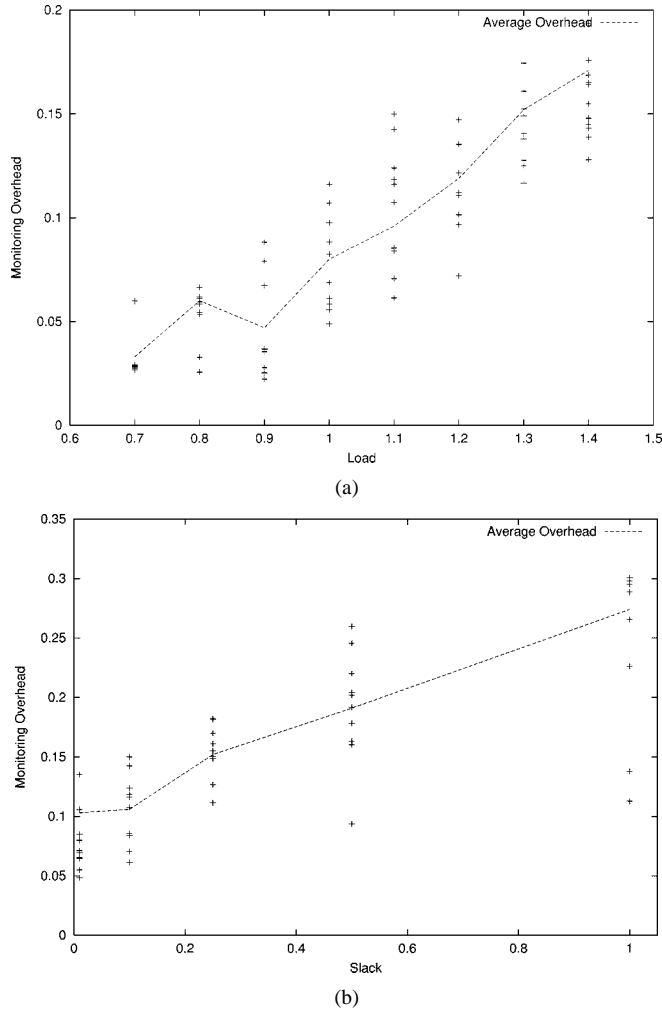 0.2
Average Overhead
0.15
0.1
0.05
0
Monitoring Overhead
0.6 0.7 0.8 0.9 1 1.1 1.2 1.3 1.4 1.5
Load
(a)
0.35
Average Overhead
0.3
0.25
0.2
0.15
0.1
0.05
0
Monitoring Overhead
0 0.2 0.4 0.6 0.8 1
Slack
(b)